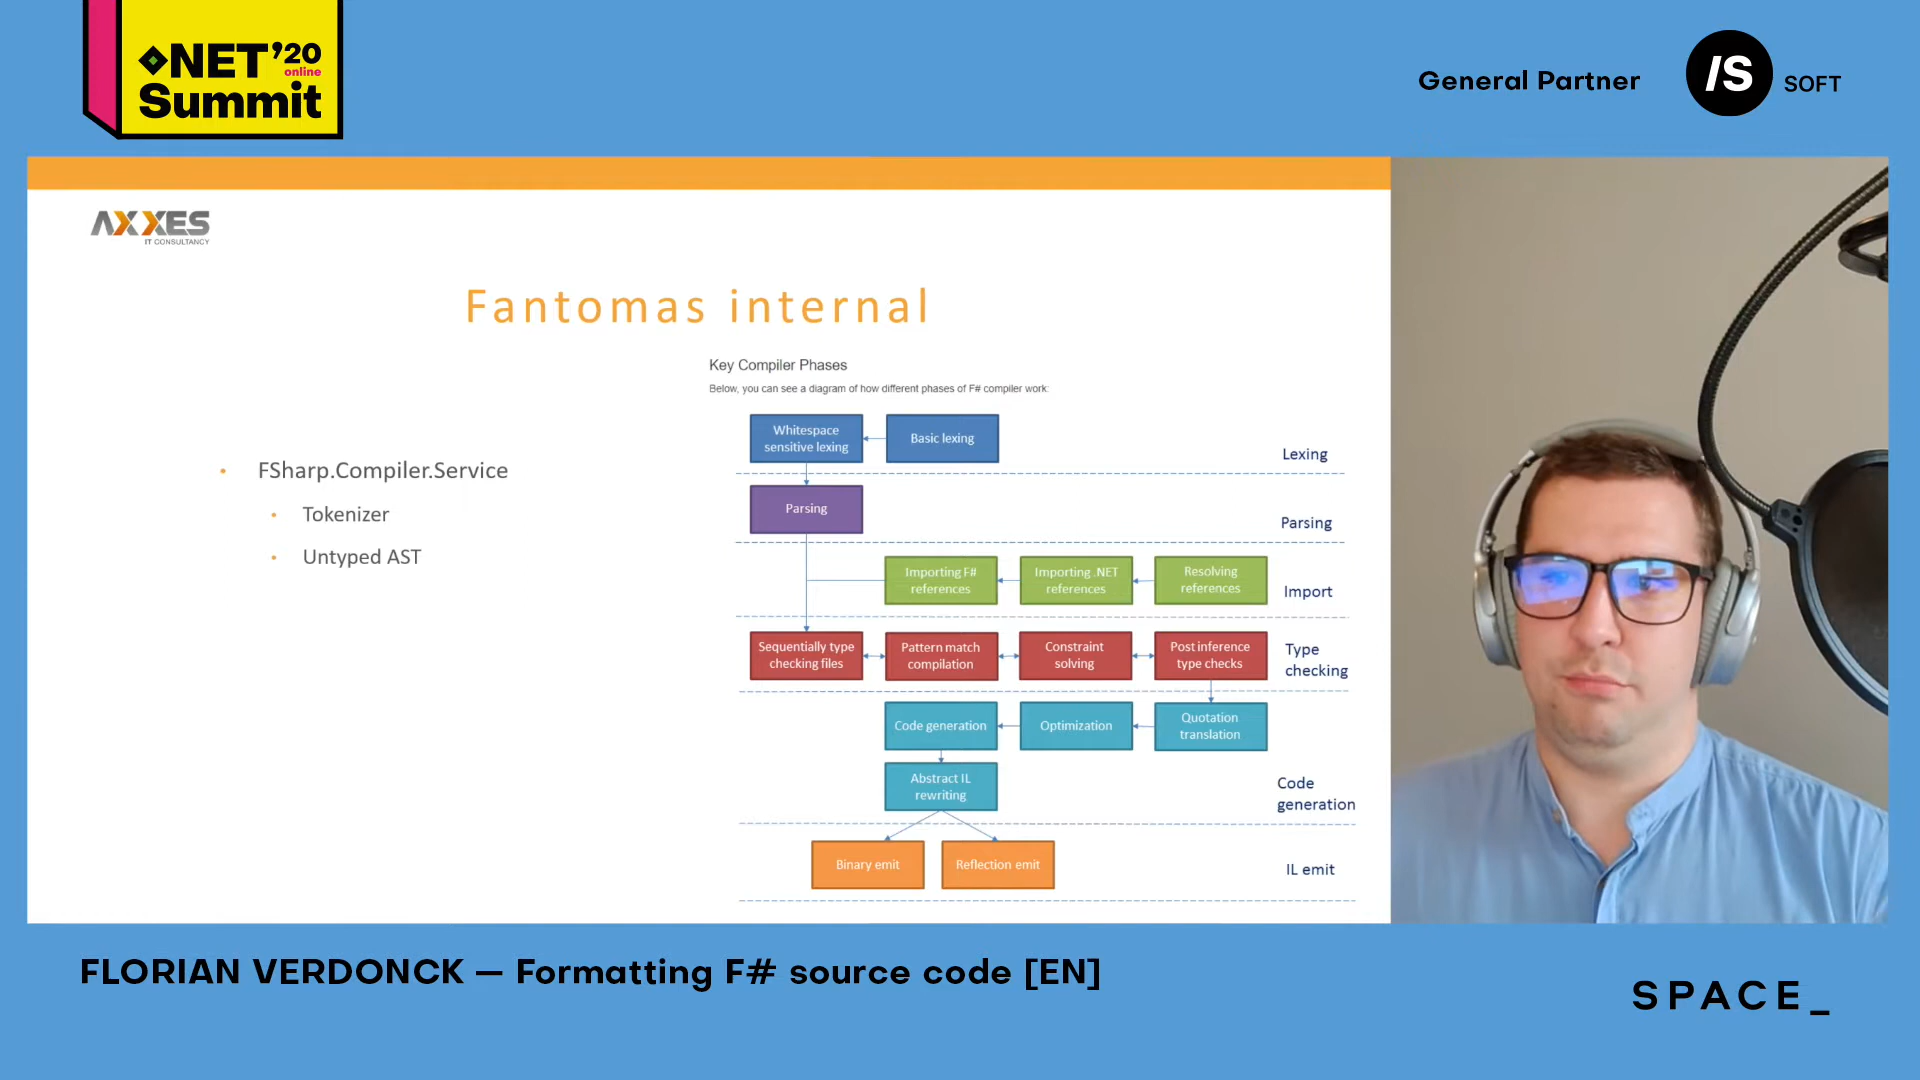 NET '20
online
Summit
General Partner
/S
SOFT
AXXES
IT CONSULTANCY
Fantomas internal
Key Compiler Phases
Below, you can see a diagram of how different phases of F# compiler work:
• FSharp.Compiler.Service
• Tokenizer
• Untyped AST
Whitespace
sensitive lexing
Basic lexing
Lexing
Parsing
Parsing
Importing F#
references
Importing .NET
references
Resolving
references
Import
Sequentially type
checking files
Pattern match
compilation
Constraint
solving
Post inference
type checks
Type
checking
Code generation
Optimization
Quotation
translation
Abstract IL
rewriting
Code
generation
Binary emit
Reflection emit
IL emit
FLORIAN VERDONCK — Formatting F# source code [EN]
SPACE_